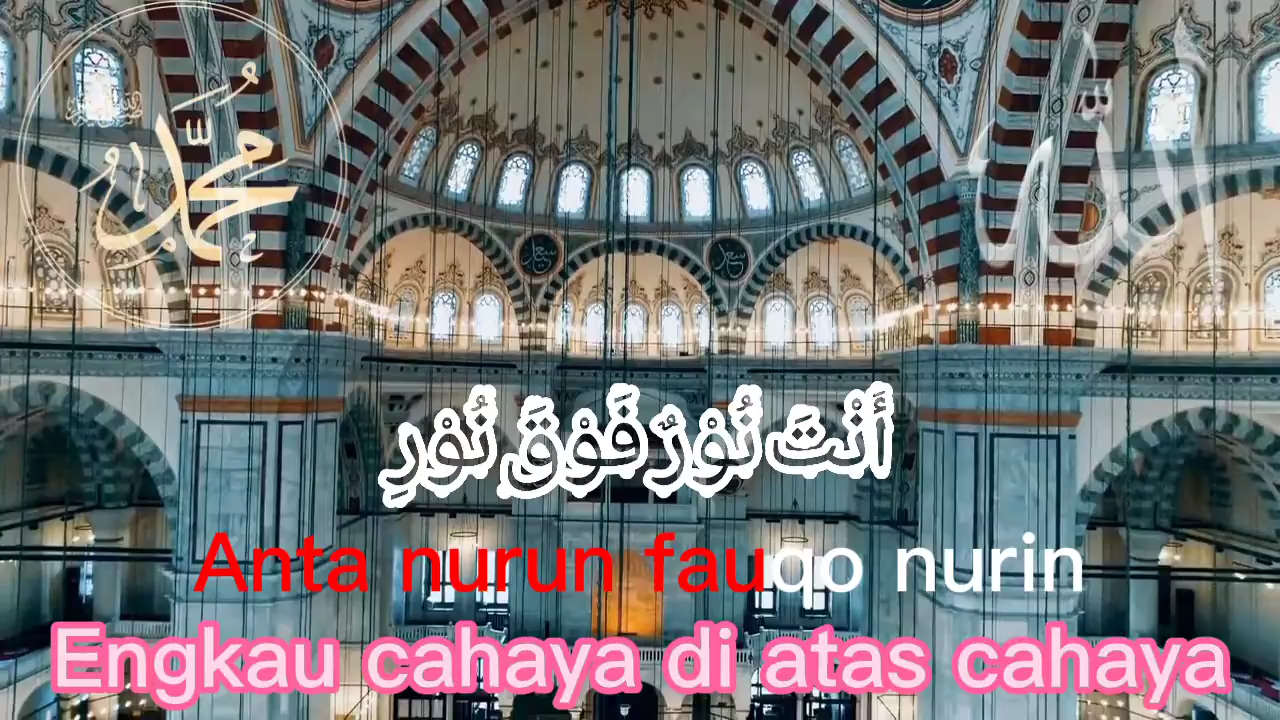 محمد
الله
أَنْتَ نُوْرٌ فَوْقَ نُوْرٍ
Anta nurun fauqo nurin
Engkau cahaya di atas cahaya